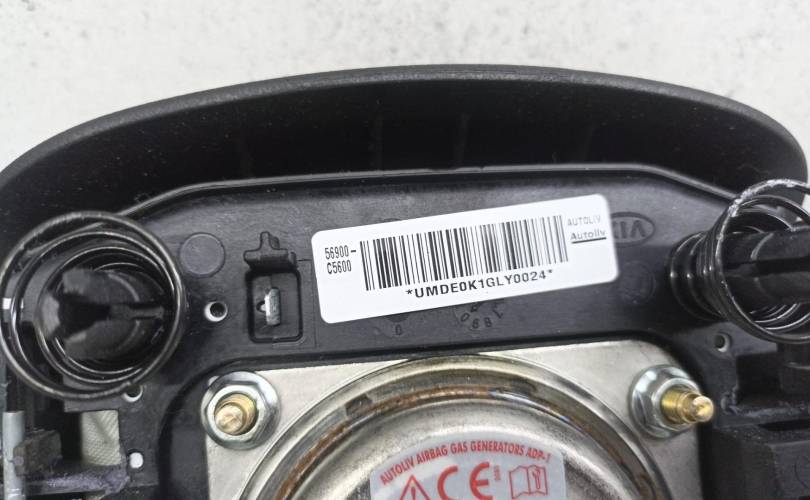 56900-
C5600
*UMDE0K1GLY0024*
AUTOLIV
Autoliv
KIA
AUTOLIV AIRBAG GAS GENERATORS ADP-1
CE